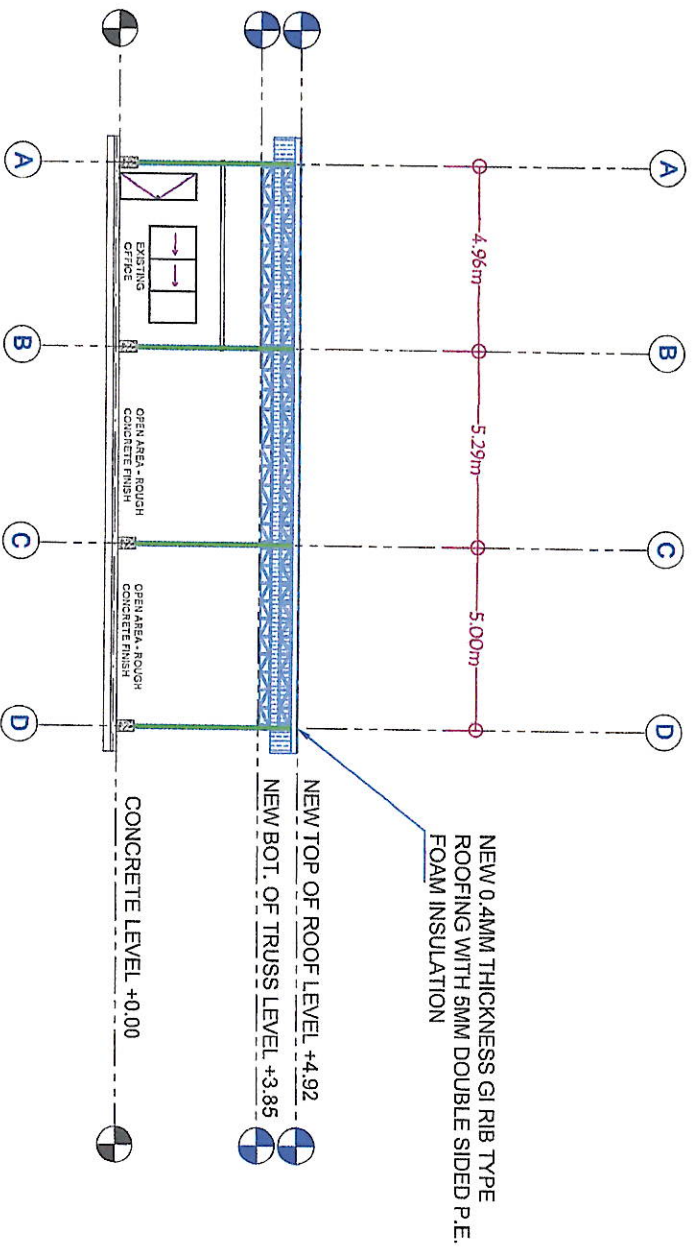 A
B
C
D
4.96m
5.29m
5.00m
NEW 0.4MM THICKNESS GI RIB TYPE
ROOFING WITH 5MM DOUBLE SIDED P.E.
FOAM INSULATION
NEW TOP OF ROOF LEVEL +4.92
NEW BOT. OF TRUSS LEVEL +3.85
EXISTING
OFFICE
OPEN AREA - ROUGH
CONCRETE FINISH
OPEN AREA - ROUGH
CONCRETE FINISH
CONCRETE LEVEL +0.00
A
B
C
D